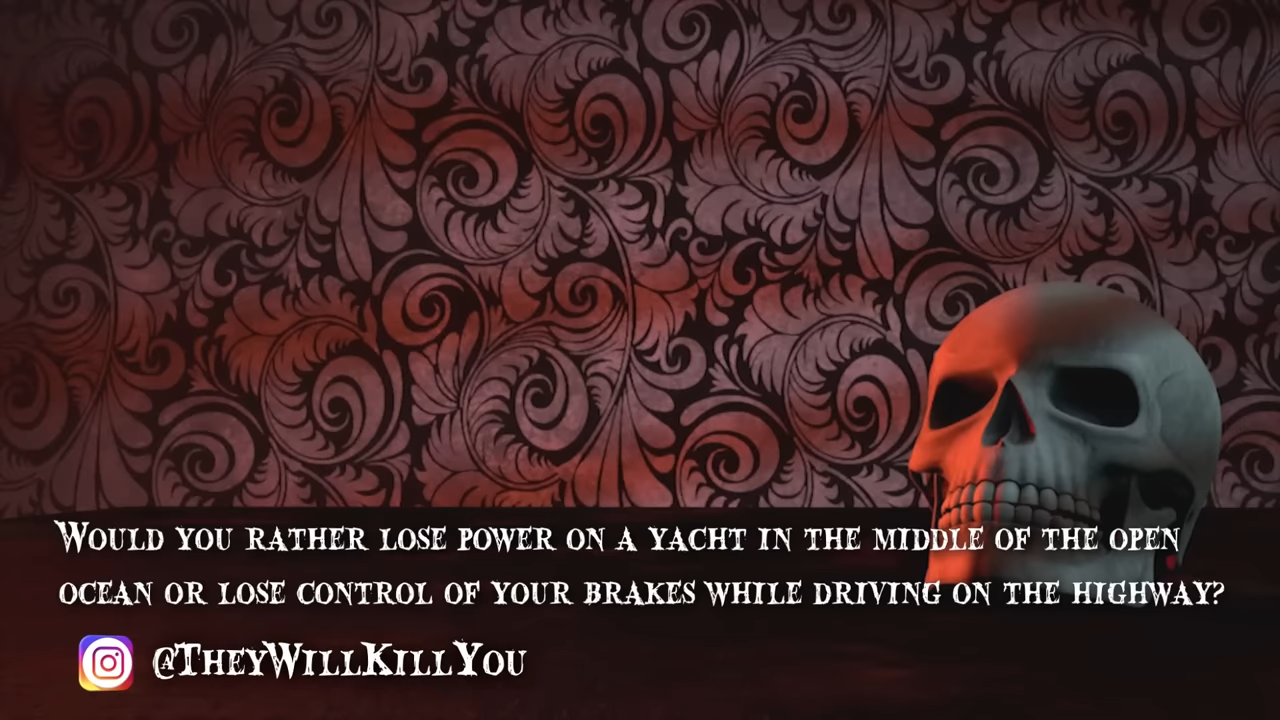 Would you rather lose power on a yacht in the middle of the open
ocean or lose control of your brakes while driving on the highway?
@TheyWillKillYou